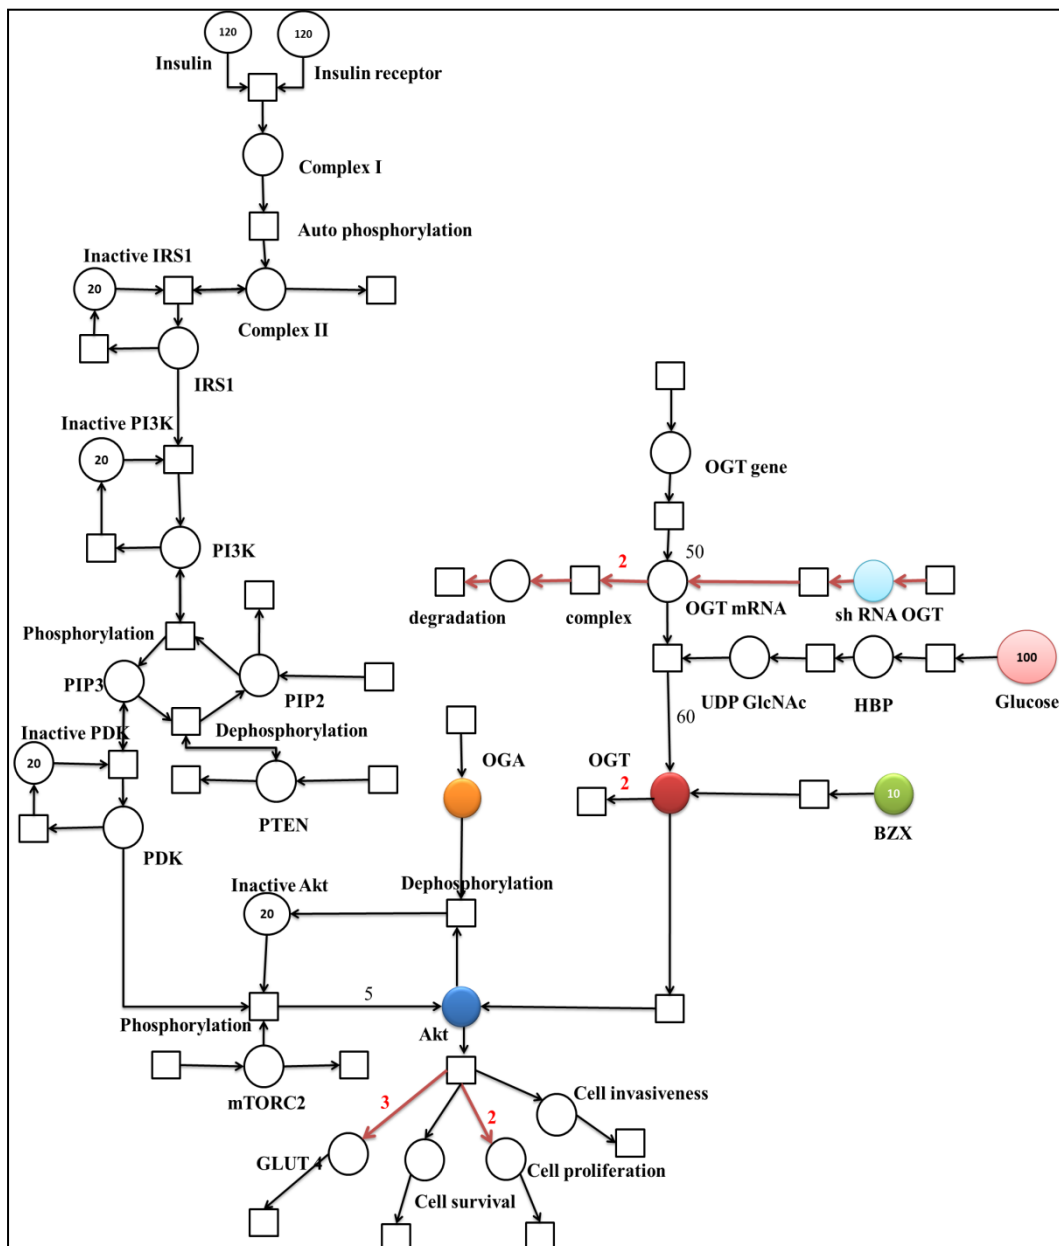 120
120
Insulin
Insulin receptor
Complex I
Auto phosphorylation
Inactive IRS1
20
Complex II
IRS1
Inactive PI3K
20
OGT gene
PI3K
2
50
degradation
complex
OGT mRNA
sh RNA OGT
Phosphorylation
PIP3
PIP2
UDP GlcNAc
HBP
100
Glucose
Inactive PDK
Dephosphorylation
60
20
OGA
OGT
2
10
PTEN
BZX
PDK
Inactive Akt
Dephosphorylation
20
5
Phosphorylation
Akt
mTORC2
3
2
Cell invasiveness
GLUT 4
Cell proliferation
Cell survival